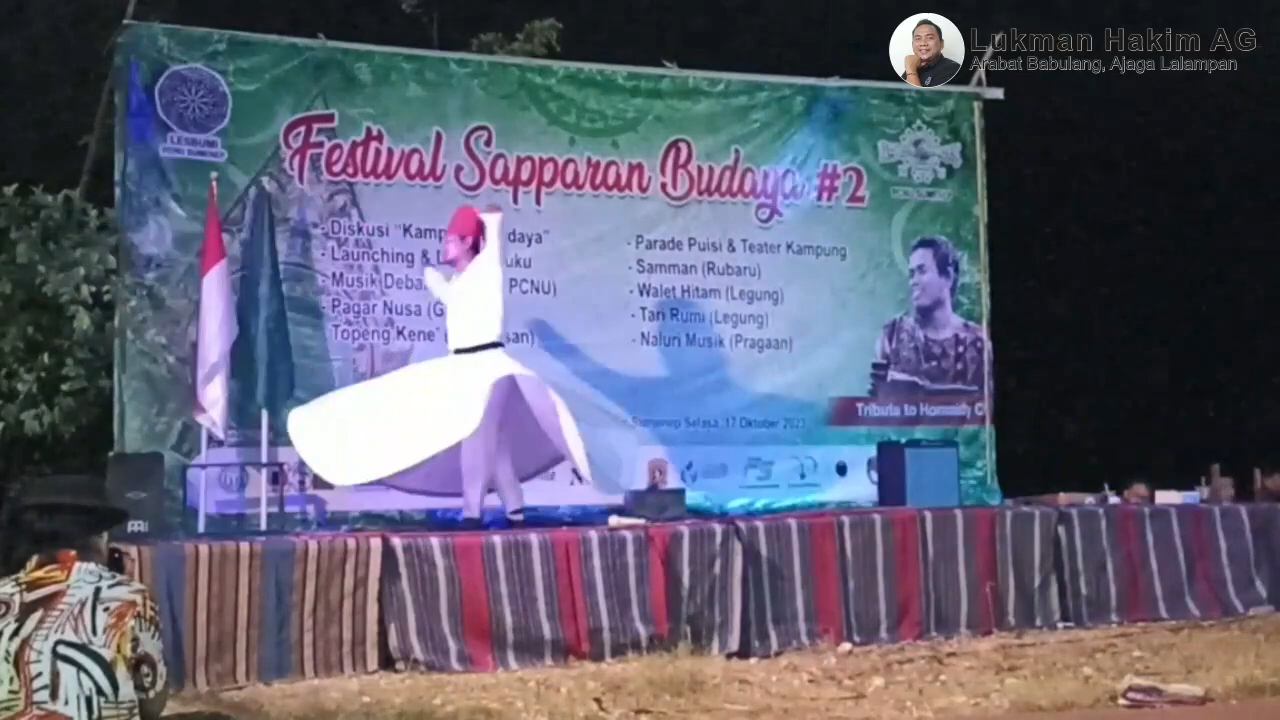 Lukman Hakim AG
Arabat Babulang, Ajaga Lalampan
LESBUMI
PCNU SUMENEP
Festival Sapparan Budaya #2
- Diskusi "Kamp daya"
- Launching & uku
- Musik PCNU)
- Pagar Nusa
Topeng Kene' san)
- Parade Puisi & Teater Kampung
- Samman (Rubaru)
- Walet Hitam (Legung)
- Tari Rumi (Legung)
- Naluri Musik (Pragaan)
Tribute to
Sumenep Selasa, 17 Oktober 2023